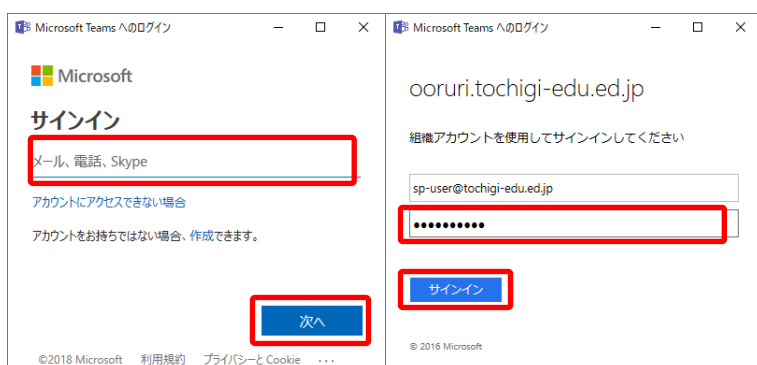 Microsoft Teams へのログイン
Microsoft
サインイン
メール、電話、Skype
アカウントにアクセスできない場合
アカウントをお持ちではない場合、作成できます。
次へ
©2018 Microsoft 利用規約 プライバシーと Cookie ...
Microsoft Teams へのログイン
ooruri.tochigi-edu.ed.jp
組織アカウントを使用してサインインしてください
sp-user@tochigi-edu.ed.jp
••••••••••
サインイン
© 2016 Microsoft